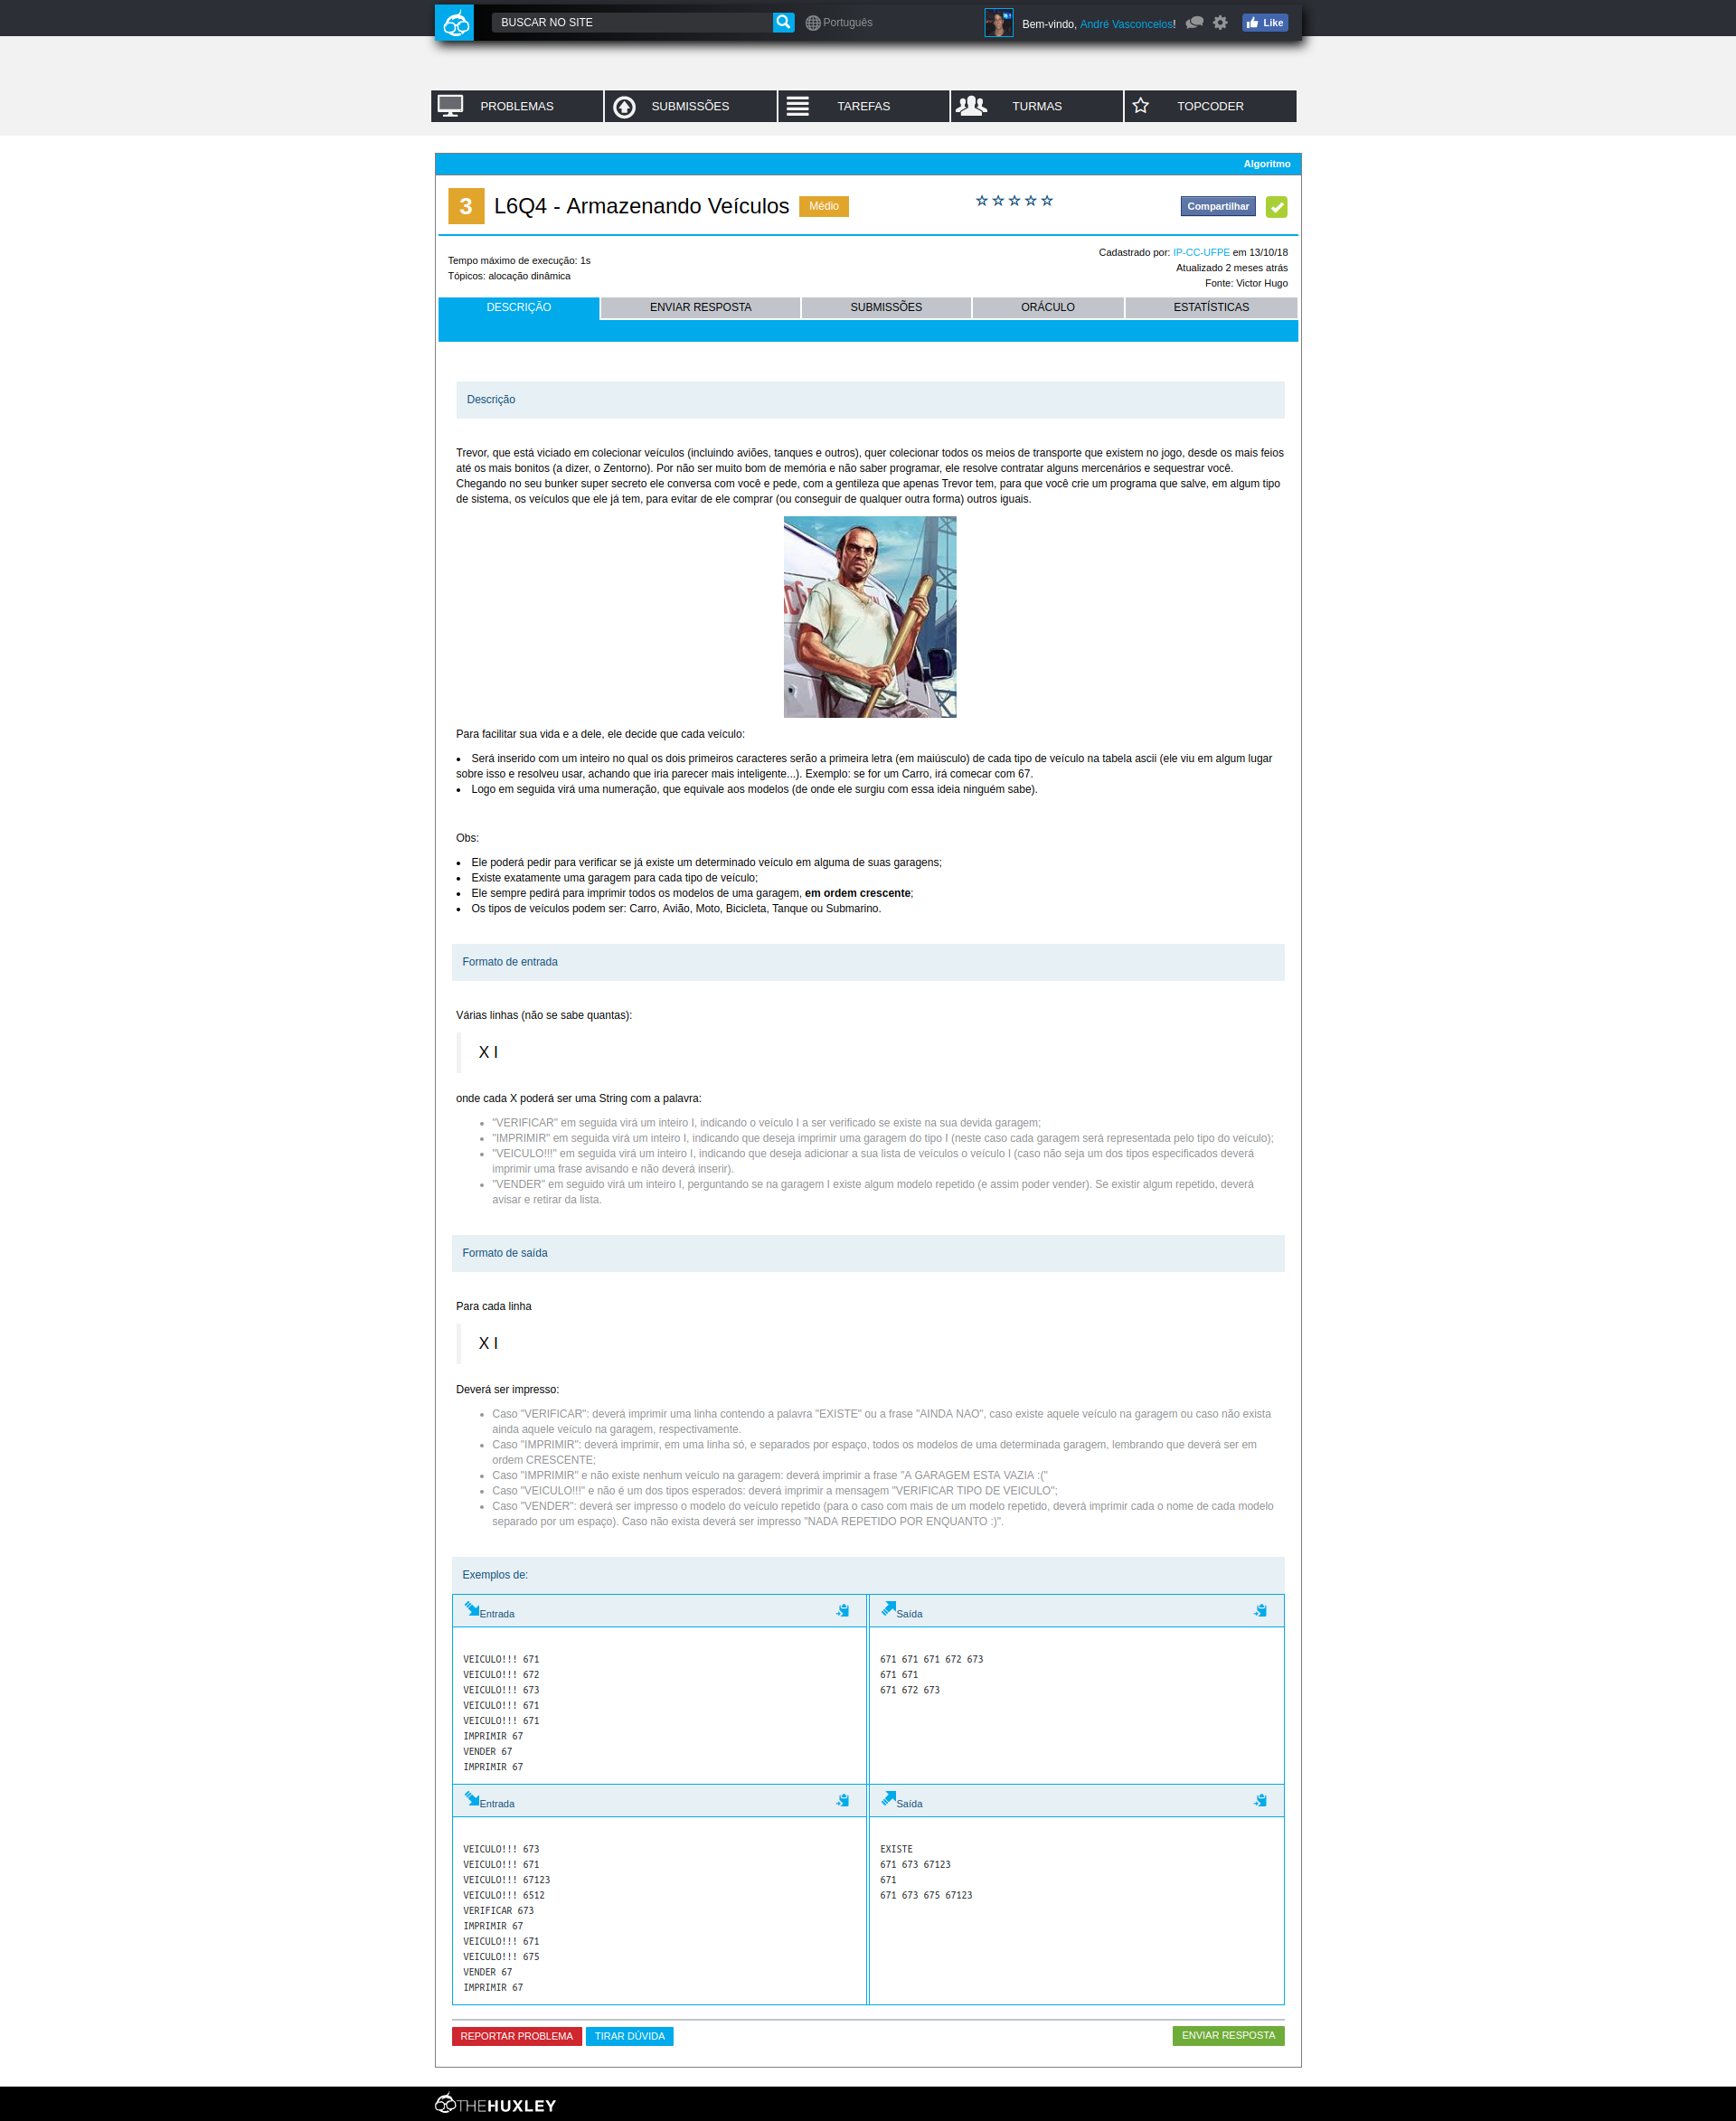 BUSCAR NO SITE
Português
Bem-vindo, André Vasconcelos!
Like
PROBLEMAS
SUBMISSÕES
TAREFAS
TURMAS
TOPCODER
Algoritmo
3
L6Q4 - Armazenando Veículos
Médio
Compartilhar
Tempo máximo de execução: 1s
Tópicos: alocação dinâmica
Cadastrado por: IP-CC-UFPE em 13/10/18
Atualizado 2 meses atrás
Fonte: Victor Hugo
DESCRIÇÃO
ENVIAR RESPOSTA
SUBMISSÕES
ORÁCULO
ESTATÍSTICAS
Descrição
Trevor, que está viciado em colecionar veículos (incluindo aviões, tanques e outros), quer colecionar todos os meios de transporte que existem no jogo, desde os mais feios
até os mais bonitos (a dizer, o Zentorno). Por não ser muito bom de memória e não saber programar, ele resolve contratar alguns mercenários e sequestrar você.
Chegando no seu bunker super secreto ele conversa com você e pede, com a gentileza que apenas Trevor tem, para que você crie um programa que salve, em algum tipo
de sistema, os veículos que ele já tem, para evitar de ele comprar (ou conseguir de qualquer outra forma) outros iguais.
Para facilitar sua vida e a dele, ele decide que cada veículo:
• Será inserido com um inteiro no qual os dois primeiros caracteres serão a primeira letra (em maiúsculo) de cada tipo de veículo na tabela ascii (ele viu em algum lugar
sobre isso e resolveu usar, achando que iria parecer mais inteligente...). Exemplo: se for um Carro, irá começar com 67.
• Logo em seguida virá uma numeração, que equivale aos modelos (de onde ele surgiu com essa ideia ninguém sabe).
Obs:
• Ele poderá pedir para verificar se já existe um determinado veículo em alguma de suas garagens;
• Existe exatamente uma garagem para cada tipo de veículo;
• Ele sempre pedirá para imprimir todos os modelos de uma garagem, em ordem crescente;
• Os tipos de veículos podem ser: Carro, Avião, Moto, Bicicleta, Tanque ou Submarino.
Formato de entrada
Várias linhas (não se sabe quantas):
X I
onde cada X poderá ser uma String com a palavra:
• "VERIFICAR" em seguida virá um inteiro I, indicando o veículo I a ser verificado se existe na sua devida garagem;
• "IMPRIMIR" em seguida virá um inteiro I, indicando que deseja imprimir uma garagem do tipo I (neste caso cada garagem será representada pelo tipo do veículo);
• "VEICULO!!!" em seguida virá um inteiro I, indicando que deseja adicionar a sua lista de veículos o veículo I (caso não seja um dos tipos especificados deverá
imprimir uma frase avisando e não deverá inserir).
• "VENDER" em seguido virá um inteiro I, perguntando se na garagem I existe algum modelo repetido (e assim poder vender). Se existir algum repetido, deverá
avisar e retirar da lista.
Formato de saída
Para cada linha
X I
Deverá ser impresso:
• Caso "VERIFICAR": deverá imprimir uma linha contendo a palavra "EXISTE" ou a frase "AINDA NAO", caso existe aquele veículo na garagem ou caso não exista
ainda aquele veículo na garagem, respectivamente.
• Caso "IMPRIMIR": deverá imprimir, em uma linha só, e separados por espaço, todos os modelos de uma determinada garagem, lembrando que deverá ser em
ordem CRESCENTE;
• Caso "IMPRIMIR" e não existe nenhum veículo na garagem: deverá imprimir a frase "A GARAGEM ESTA VAZIA :("
• Caso "VEICULO!!!" e não é um dos tipos esperados: deverá imprimir a mensagem "VERIFICAR TIPO DE VEICULO";
• Caso "VENDER": deverá ser impresso o modelo do veículo repetido (para o caso com mais de um modelo repetido, deverá imprimir cada o nome de cada modelo
separado por um espaço). Caso não exista deverá ser impresso "NADA REPETIDO POR ENQUANTO :)".
Exemplos de:
Entrada
VEICULO!!! 671
VEICULO!!! 672
VEICULO!!! 673
VEICULO!!! 671
VEICULO!!! 671
IMPRIMIR 67
VENDER 67
IMPRIMIR 67
Saída
671 671 671 672 673
671 671
671 672 673
Entrada
VEICULO!!! 673
VEICULO!!! 671
VEICULO!!! 67123
VEICULO!!! 6512
VERIFICAR 673
IMPRIMIR 67
VEICULO!!! 671
VEICULO!!! 675
VENDER 67
IMPRIMIR 67
Saída
EXISTE
671 673 67123
671
671 673 675 67123
REPORTAR PROBLEMA
TIRAR DÚVIDA
ENVIAR RESPOSTA
THEHUXLEY